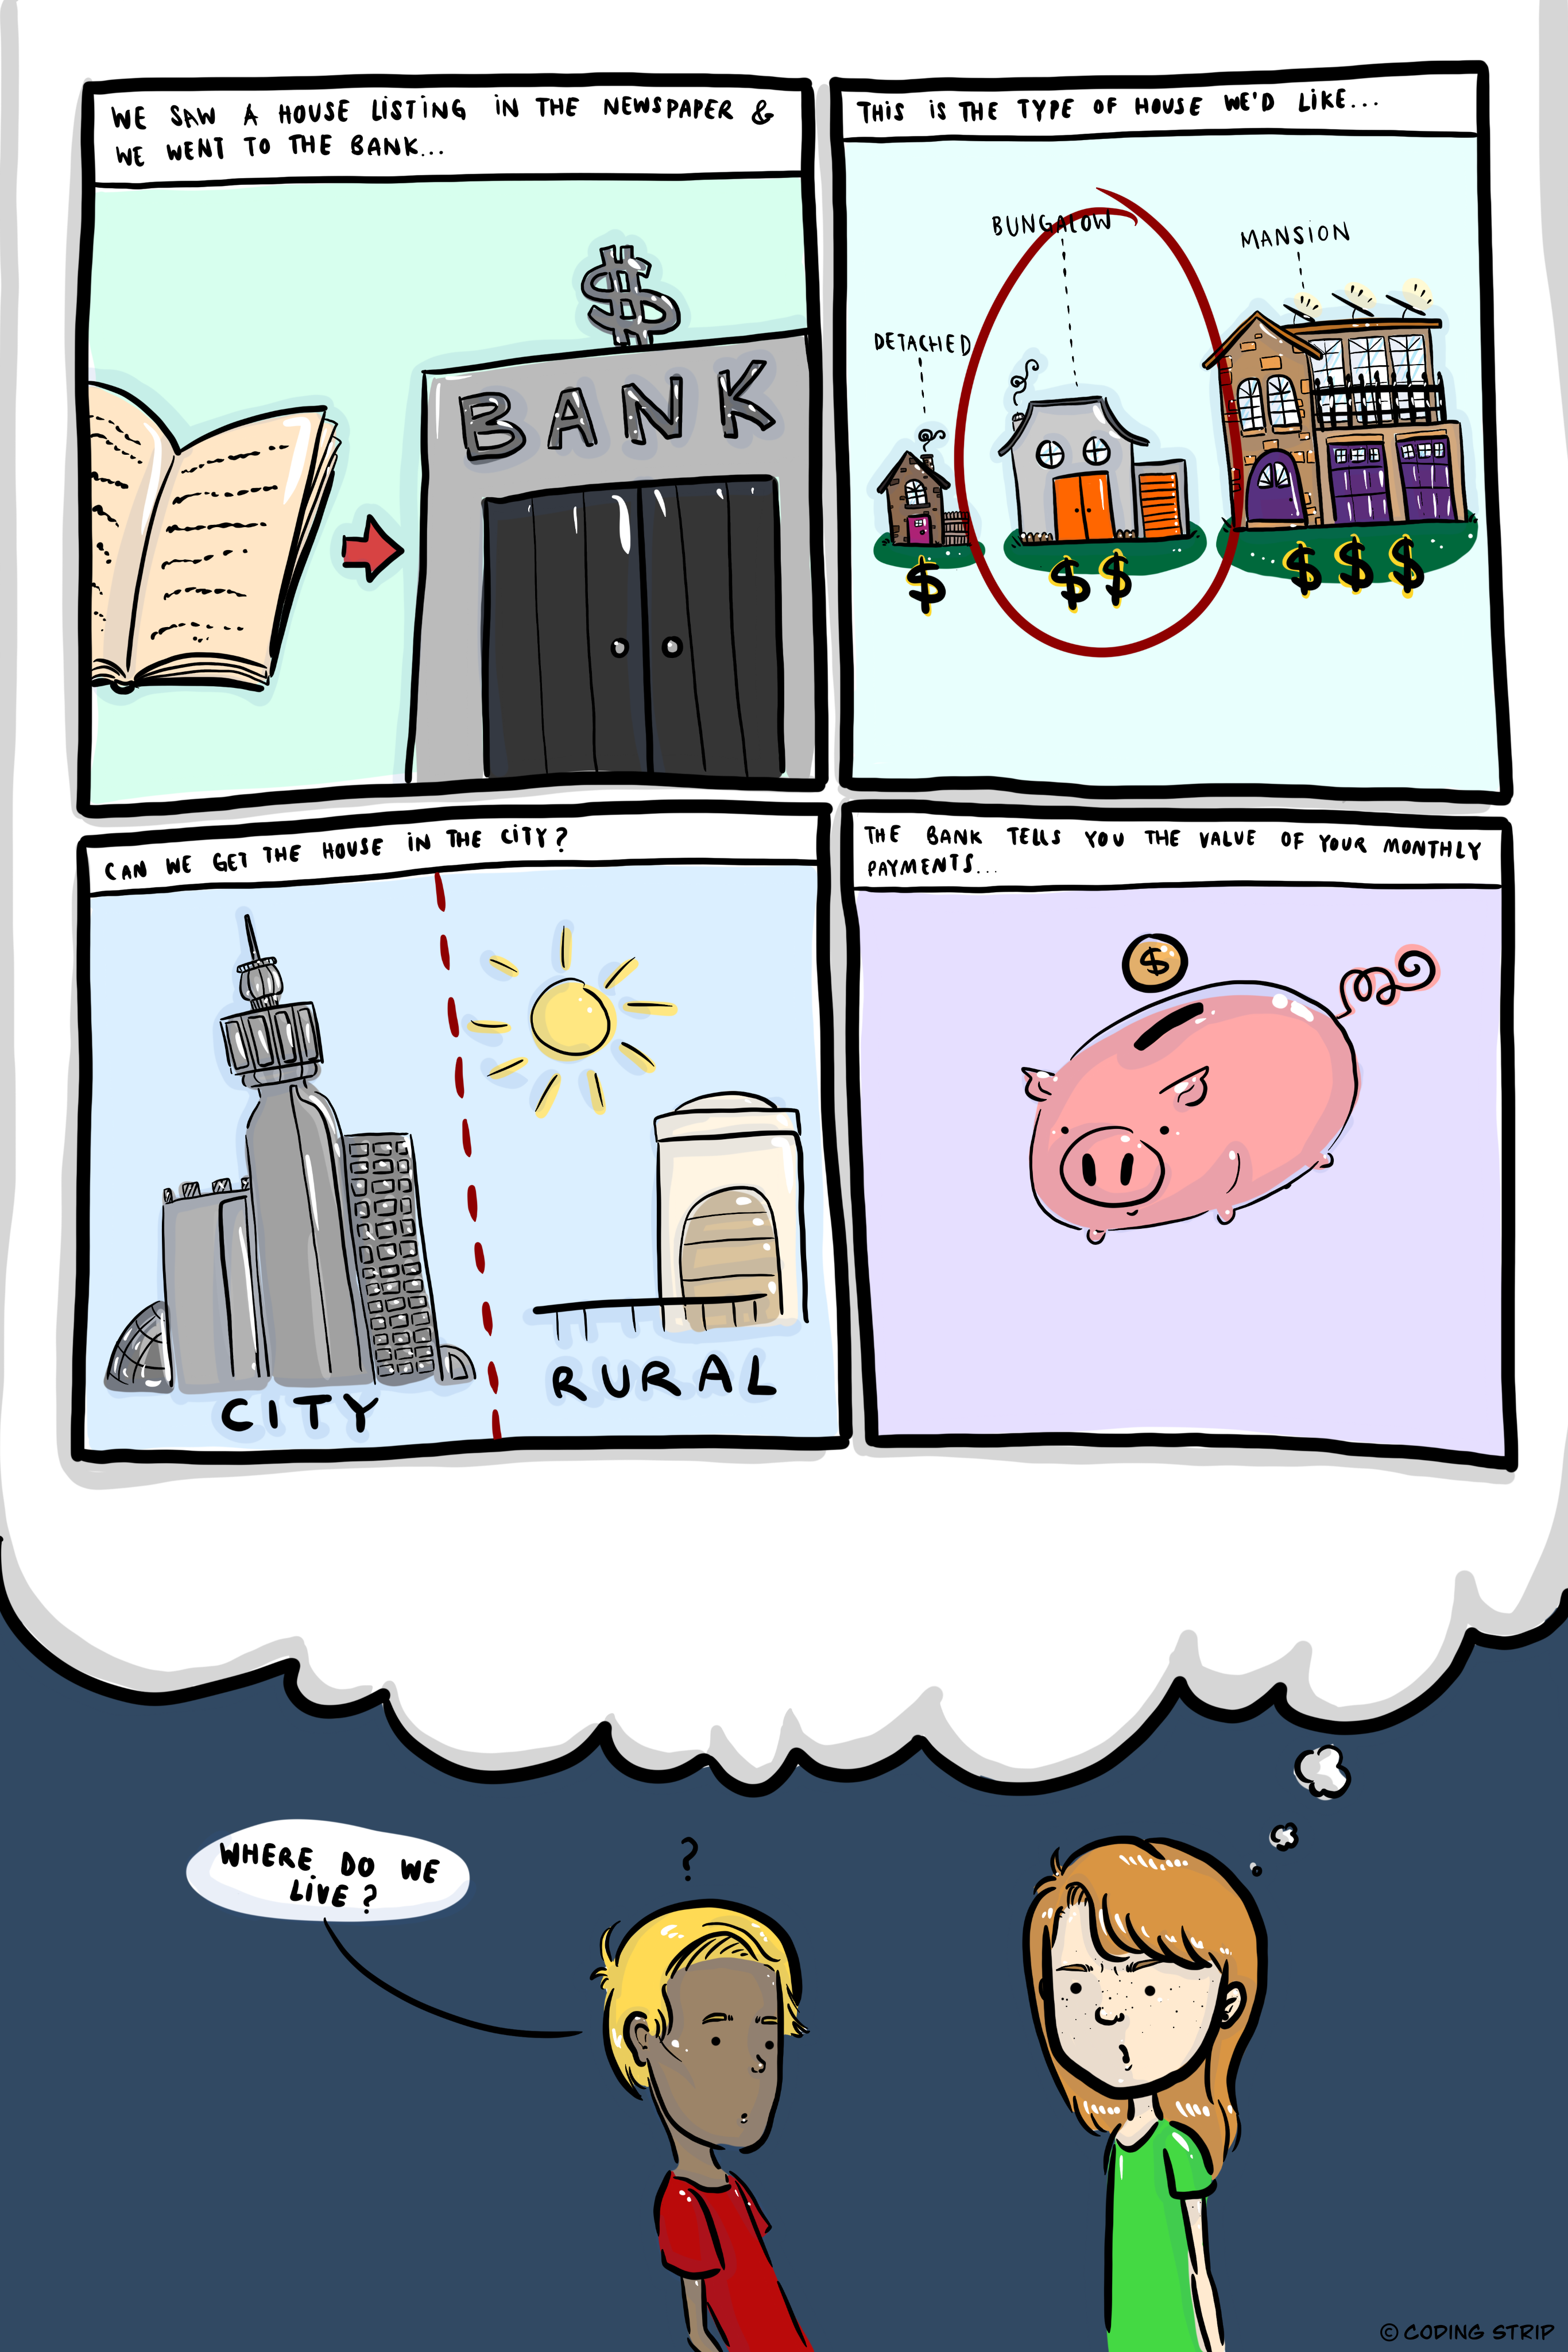 WE SAW A HOUSE LISTING IN THE NEWSPAPER &
WE WENT TO THE BANK...
$
BANK
THIS IS THE TYPE OF HOUSE WE'D LIKE...
BUNGALOW
MANSION
DETACHED
$
$ $
$ $ $
CAN WE GET THE HOUSE IN THE CITY?
CITY
RURAL
THE BANK TELLS YOU THE VALUE OF YOUR MONTHLY
PAYMENTS...
$
WHERE DO WE
LIVE?
?
© CODING STRIP